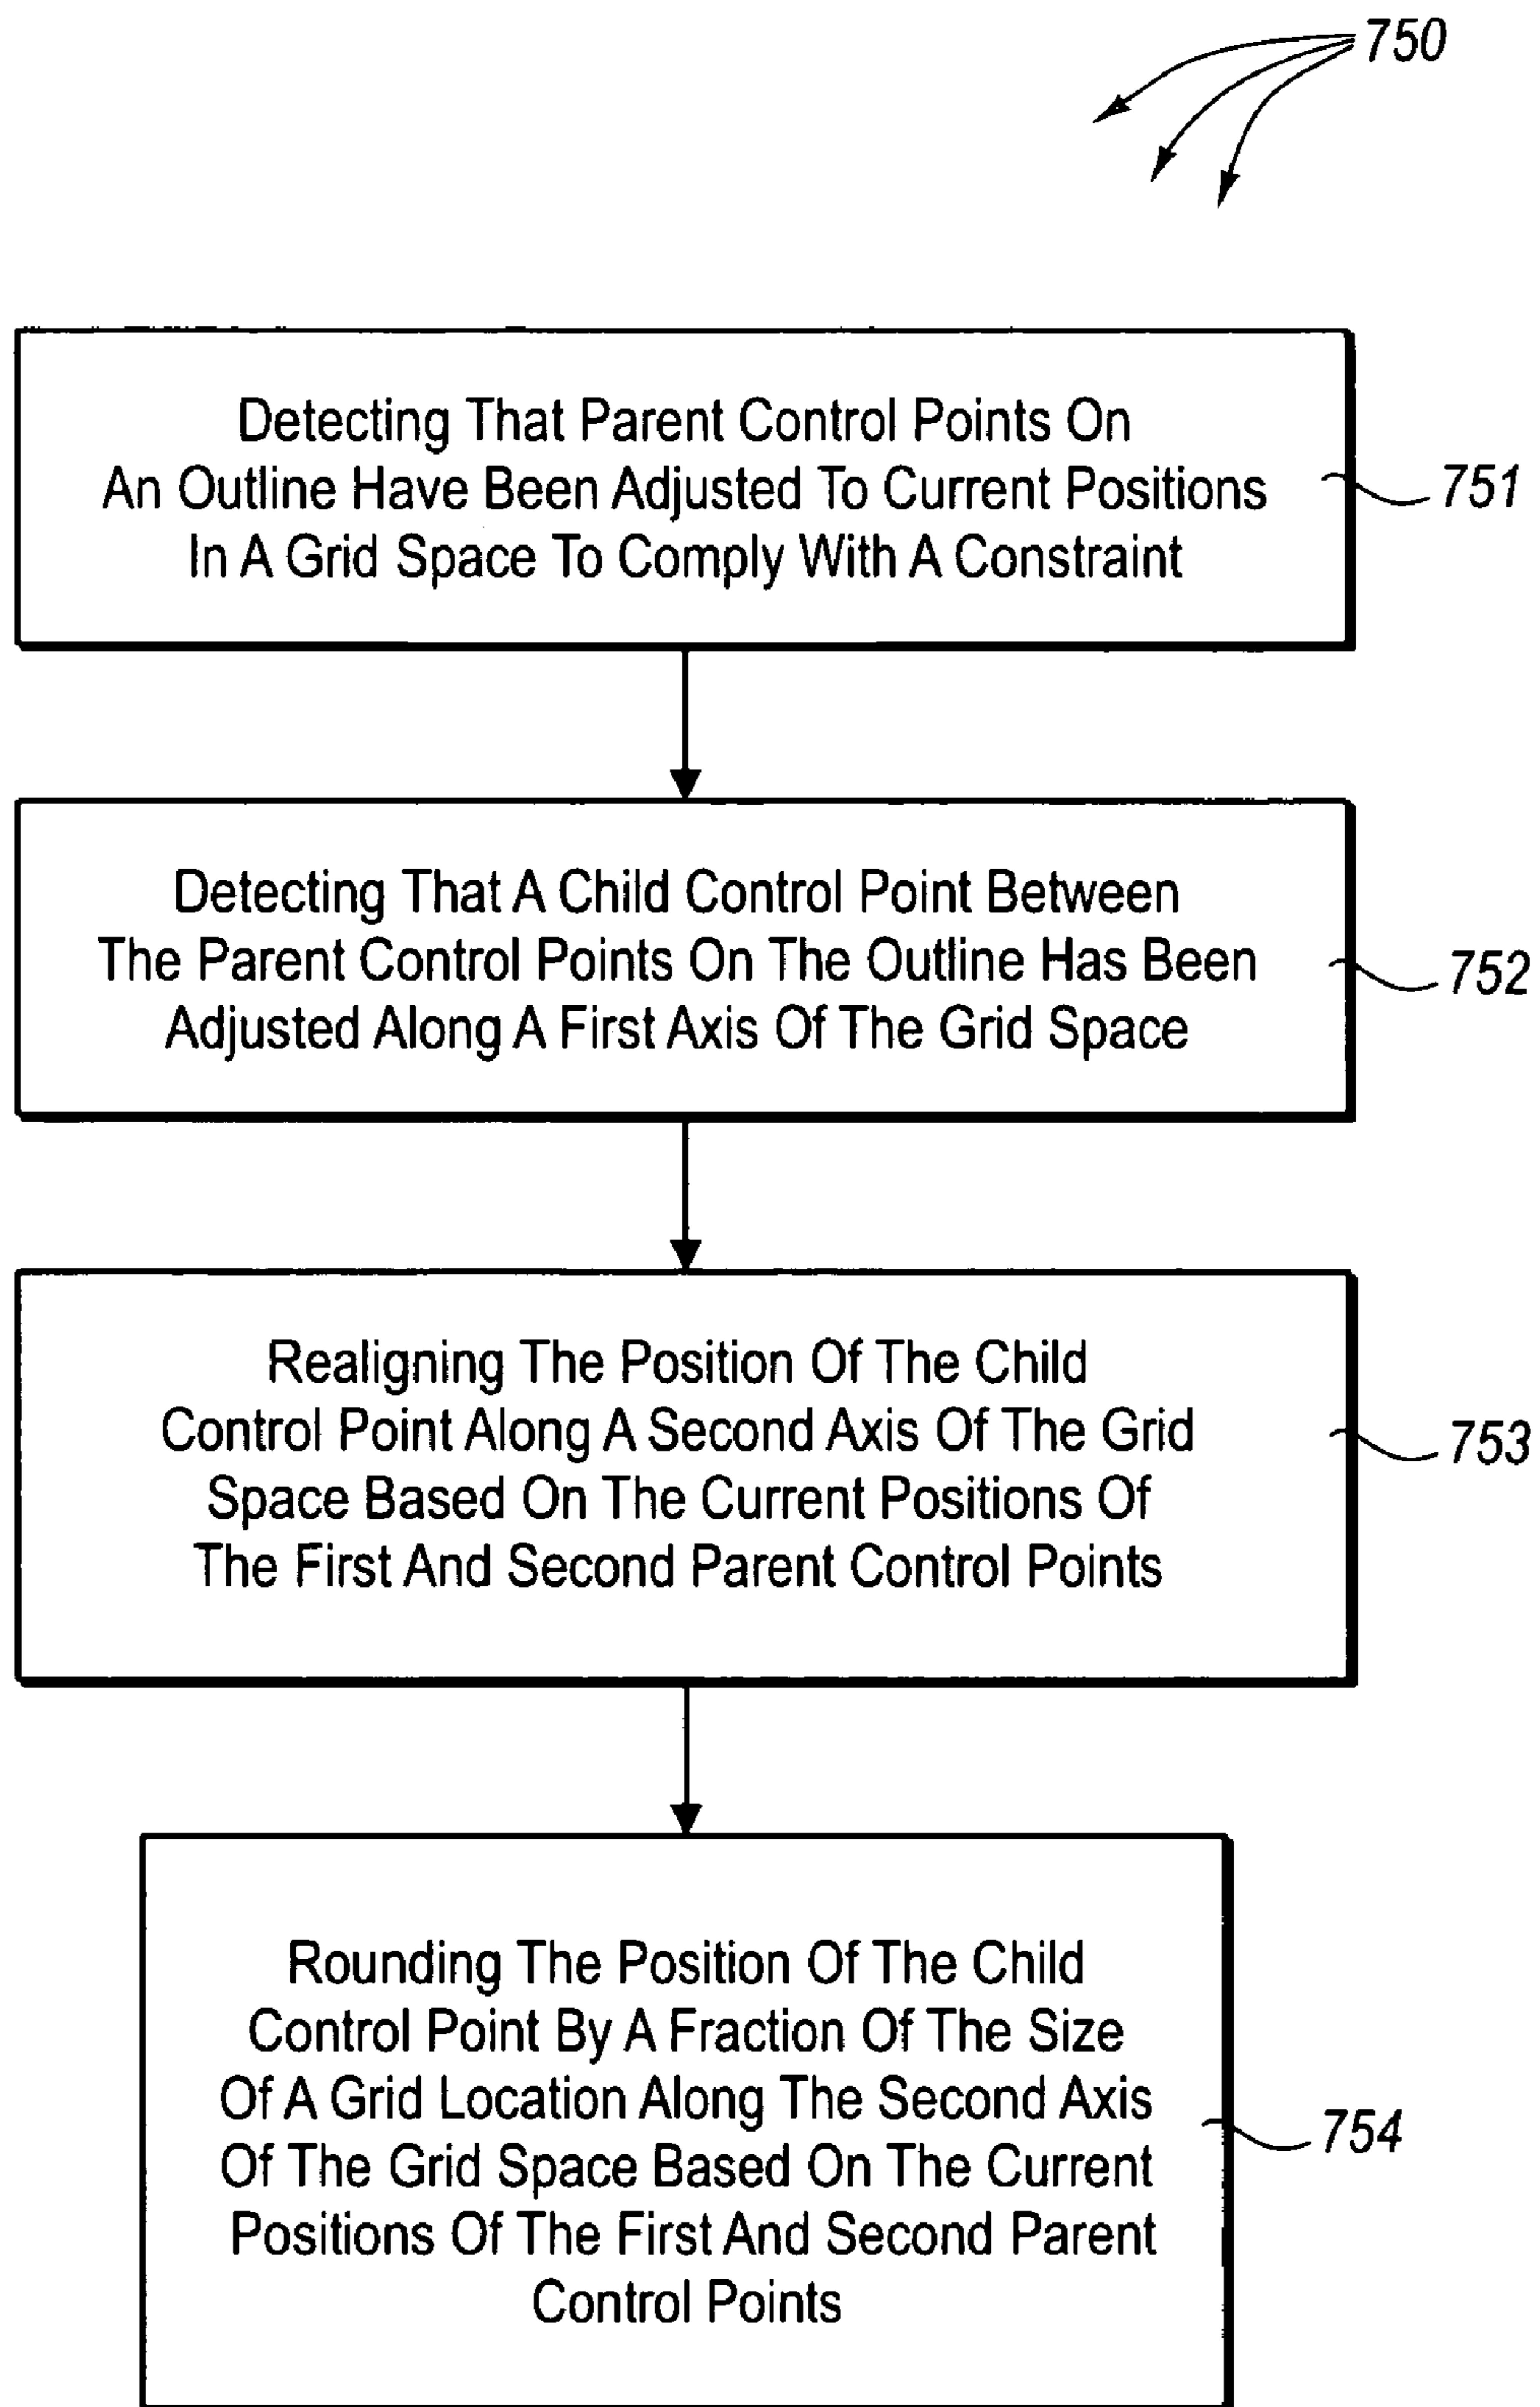 750
Detecting That Parent Control Points On
An Outline Have Been Adjusted To Current Positions
In A Grid Space To Comply With A Constraint
751
Detecting That A Child Control Point Between
The Parent Control Points On The Outline Has Been
Adjusted Along A First Axis Of The Grid Space
752
Realigning The Position Of The Child
Control Point Along A Second Axis Of The Grid
Space Based On The Current Positions Of
The First And Second Parent Control Points
753
Rounding The Position Of The Child
Control Point By A Fraction Of The Size
Of A Grid Location Along The Second Axis
Of The Grid Space Based On The Current
Positions Of The First And Second Parent
Control Points
754